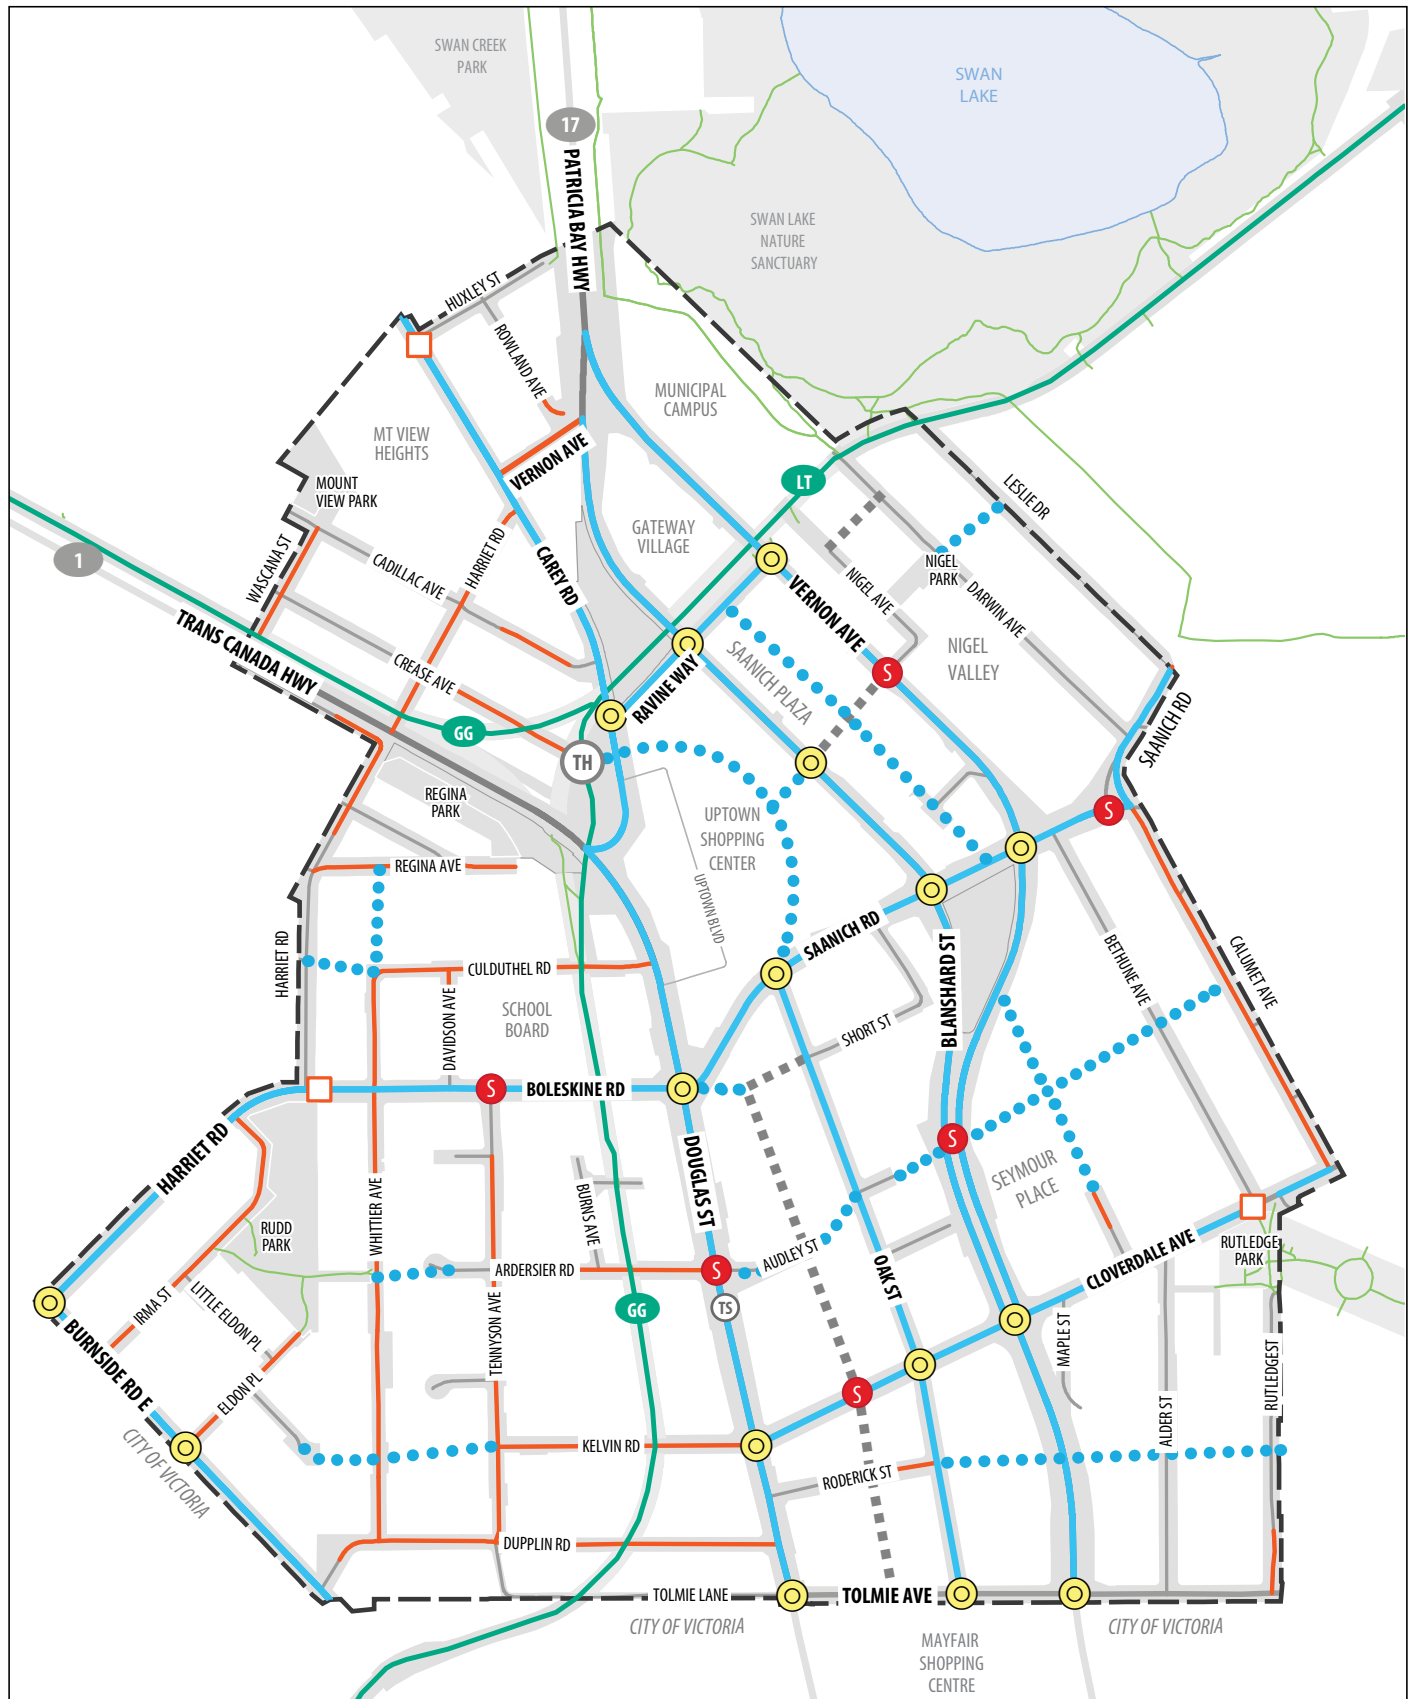 SWAN CREEK
PARK
SWAN
LAKE
17
PATRICIA BAY HWY
SWAN LAKE
NATURE
SANCTUARY
HUXLEY ST
ROWLAND AVE
MUNICIPAL
CAMPUS
MT VIEW
HEIGHTS
VERNON AVE
MOUNT
VIEW PARK
LT
LESLIE DR
GATEWAY
VILLAGE
1
WASCANA ST
CADILLAC AVE
HARRIET RD
CAREY RD
NIGEL
PARK
NIGEL AVE
DARWIN AVE
VERNON AVE
TRANS CANADA HWY
CREASE AVE
RAVINE WAY
SAANICH PLAZA
NIGEL
VALLEY
S
SAANICH RD
GG
TH
REGINA
PARK
UPTOWN
SHOPPING
CENTER
S
REGINA AVE
UPTOWN BLVD
SAANICH RD
HARRIET RD
CULDUTHEL RD
BLANSHARD ST
BETHUNE AVE
CALUMET AVE
DAVIDSON AVE
SCHOOL
BOARD
SHORT ST
S
BOLESKINE RD
S
HARRIET RD
DOUGLAS ST
SEYMOUR
PLACE
WHITTIER AVE
BURNS AVE
RUDD
PARK
RUTLEDGE
PARK
AUDLEY ST
CLOVERDALE AVE
ARDERSIER RD
S
OAK ST
IRMA ST
LITTLE ELDON PL
GG
TS
BURNSIDE RD E
TENNYSON AVE
MAPLE ST
RUTLEDGEST
ELDON PL
S
ALDER ST
CITY OF VICTORIA
KELVIN RD
RODERICK ST
DUPPLIN RD
TOLMIE LANE
TOLMIE AVE
CITY OF VICTORIA
CITY OF VICTORIA
MAYFAIR
SHOPPING
CENTRE